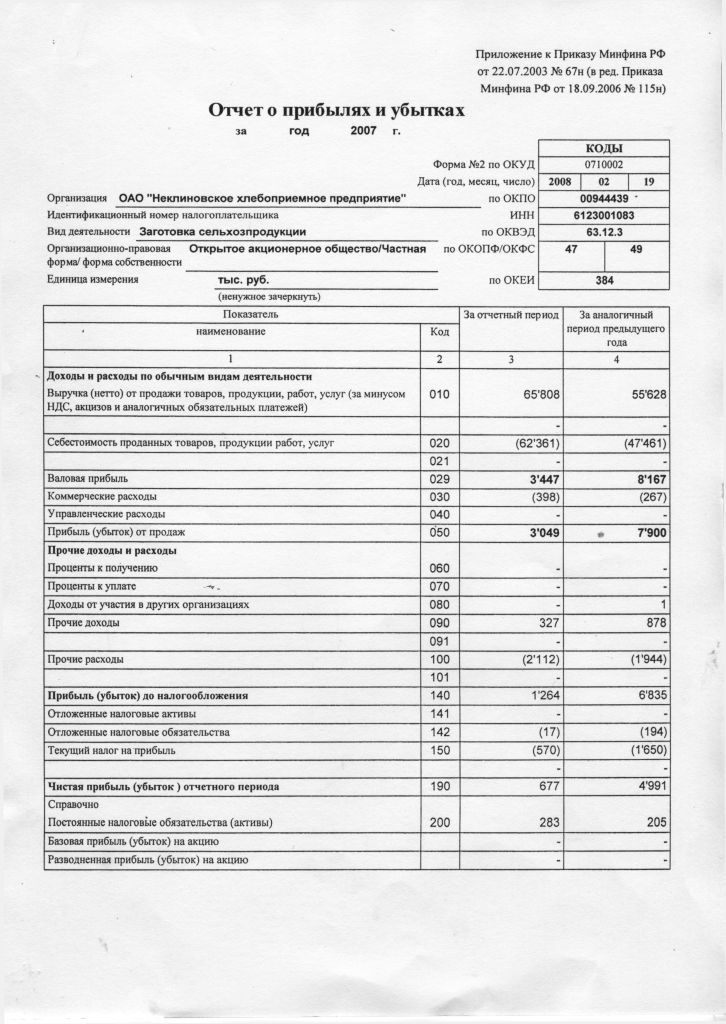 Приложение к Приказу Минфина РФ
от 22.07.2003 № 67н (в ред. Приказа
Минфина РФ от 18.09.2006 № 115н)
Отчет о прибылях и убытках
за год 2007 г.
КОДЫ
Форма №2 по ОКУД 0710002
Дата (год, месяц, число) 2008 02 19
Организация ОАО "Неклиновское хлебоприемное предприятие" по ОКПО 00944439
Идентификационный номер налогоплательщика ИНН 6123001083
Вид деятельности Заготовка сельхозпродукции по ОКВЭД 63.12.3
Организационно-правовая Открытое акционерное общество/Частная по ОКОПФ/ОКФС 47 49
форма/ форма собственности
Единица измерения тыс. руб. по ОКЕИ 384
(ненужное зачеркнуть)
Показатель За отчетный период За аналогичный
наименование Код период предыдущего
года
1 2 3 4
Доходы и расходы по обычным видам деятельности
Выручка (нетто) от продажи товаров, продукции, работ, услуг (за минусом 010 65'808 55'628
НДС, акцизов и аналогичных обязательных платежей)
- -
Себестоимость проданных товаров, продукции работ, услуг 020 (62'361) (47'461)
021 - -
Валовая прибыль 029 3'447 8'167
Коммерческие расходы 030 (398) (267)
Управленческие расходы 040 - -
Прибыль (убыток) от продаж 050 3'049 7'900
Прочие доходы и расходы
Проценты к получению 060 - -
Проценты к уплате 070 - -
Доходы от участия в других организациях 080 - 1
Прочие доходы 090 327 878
091 - -
Прочие расходы 100 (2'112) (1'944)
101 - -
Прибыль (убыток) до налогообложения 140 1'264 6'835
Отложенные налоговые активы 141 - -
Отложенные налоговые обязательства 142 (17) (194)
Текущий налог на прибыль 150 (570) (1'650)
- -
Чистая прибыль (убыток ) отчетного периода 190 677 4'991
Справочно
Постоянные налоговые обязательства (активы) 200 283 205
Базовая прибыль (убыток) на акцию - -
Разводненная прибыль (убыток) на акцию - -